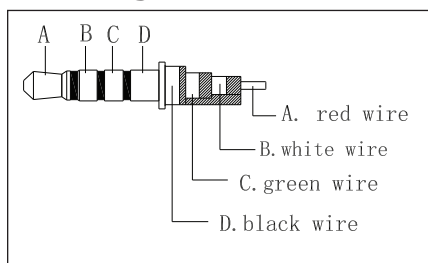 A B C D
A. red wire
B.white wire
C.green wire
D.black wire